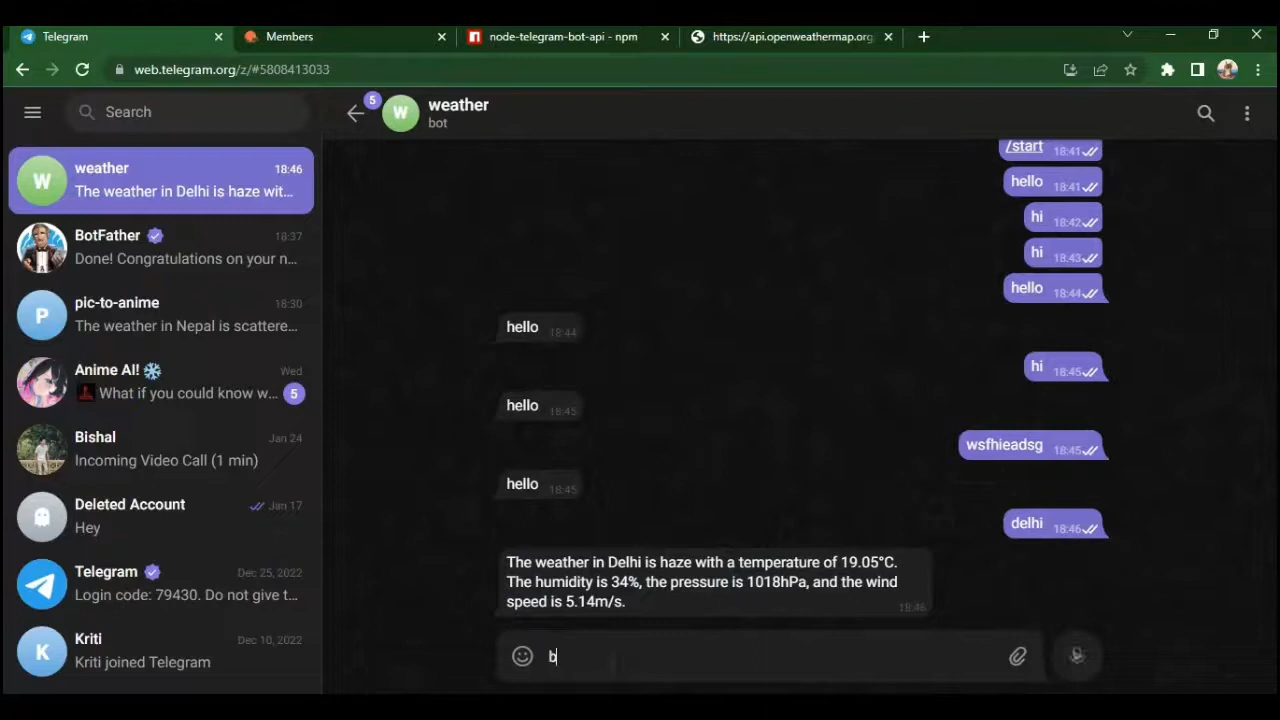 Telegram
Members
node-telegram-bot-api - npm
https://api.openweathermap.org
web.telegram.org/z/#5808413033
Search
5
W
weather
bot
W
weather
18:46
The weather in Delhi is haze wit...
BotFather
18:37
Done! Congratulations on your n...
P
pic-to-anime
18:30
The weather in Nepal is scattere...
Anime AI!
Wed
What if you could know w...
5
Bishal
Jan 24
Incoming Video Call (1 min)
Deleted Account
Jan 17
Hey
Telegram
Dec 25, 2022
Login code: 79430. Do not give t...
K
Kriti
Dec 10, 2022
Kriti joined Telegram
/start 18:41
hello 18:41
hi 18:42
hi 18:43
hello 18:44
hello 18:44
hi 18:45
hello 18:45
wsfhieadsg 18:45
hello 18:45
delhi 18:46
The weather in Delhi is haze with a temperature of 19.05°C.
The humidity is 34%, the pressure is 1018hPa, and the wind
speed is 5.14m/s.
18:46
b